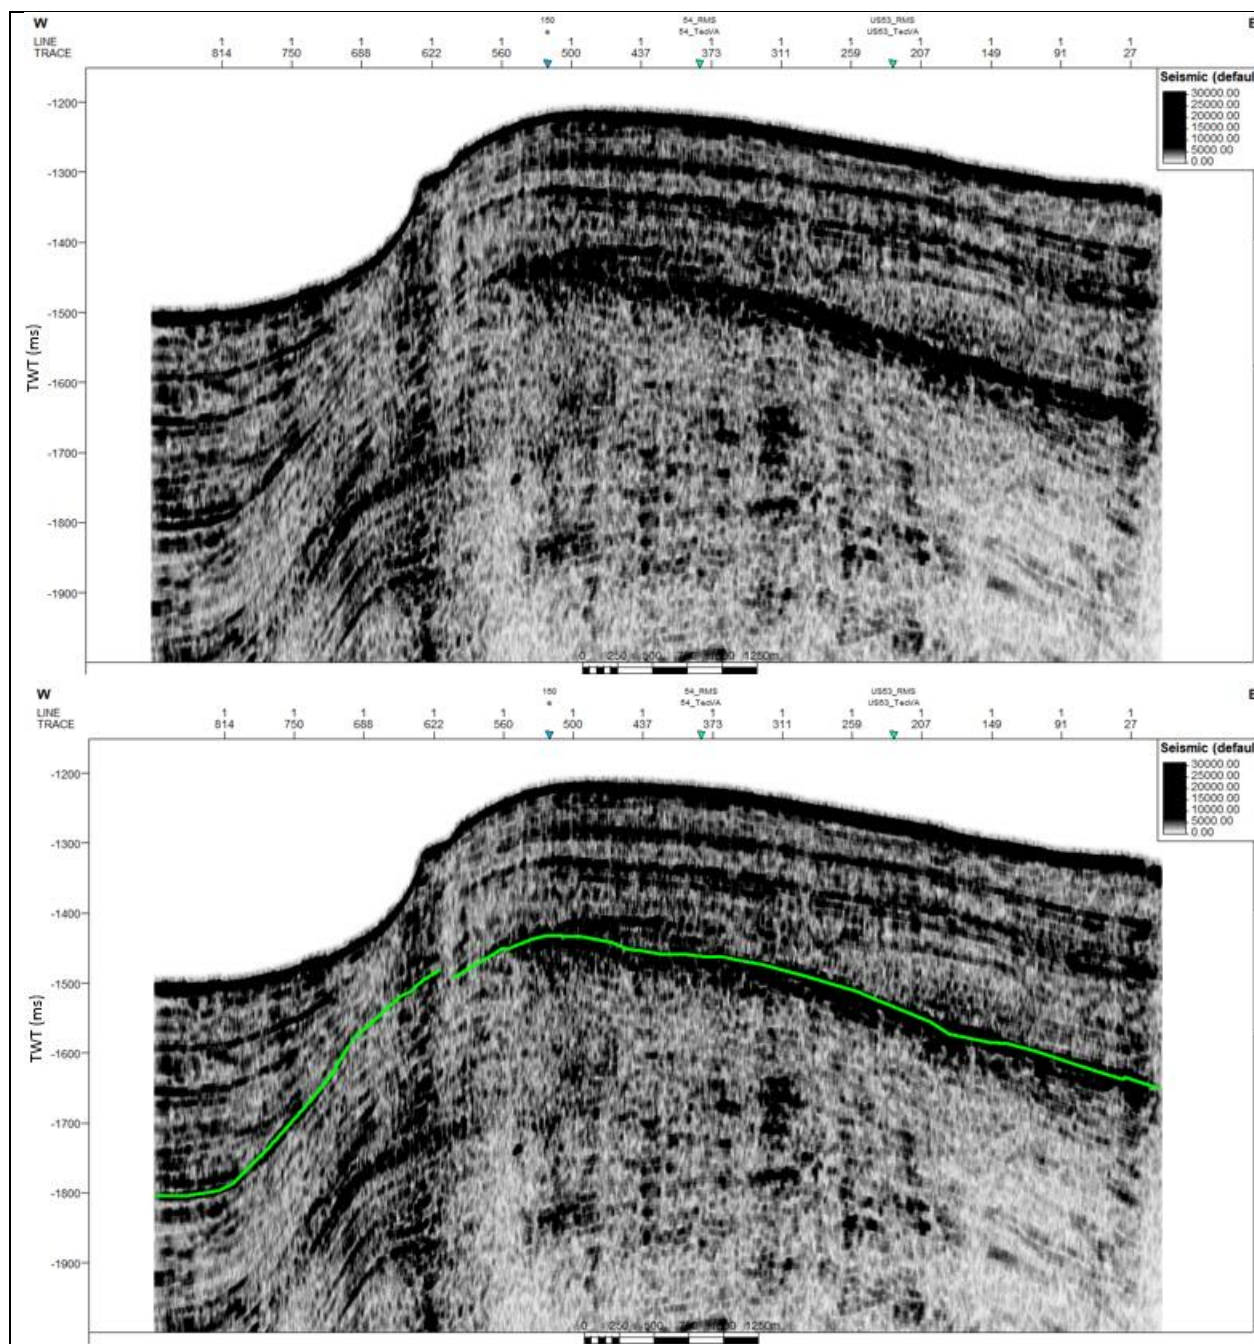 W 150 54_RMS US63_RMS E
e 54_TecVA US63_TecVA
LINE 1 1 1 1 1 1 1 1 1 1 1 1 1 1
TRACE 814 750 688 622 560 500 437 373 311 259 207 149 91 27
Seismic (defaul
30000.00
25000.00
20000.00
15000.00
10000.00
5000.00
0.00
-1200
-1300
-1400
-1500
-1600
-1700
-1800
-1900
TWT (ms)
0 250 500 1250m
W 150 54_RMS US63_RMS E
e 54_TecVA US63_TecVA
LINE 1 1 1 1 1 1 1 1 1 1 1 1 1 1
TRACE 814 750 688 622 560 500 437 373 311 259 207 149 91 27
Seismic (defaul
30000.00
25000.00
20000.00
15000.00
10000.00
5000.00
0.00
-1200
-1300
-1400
-1500
-1600
-1700
-1800
-1900
TWT (ms)
0 250 500 1250m